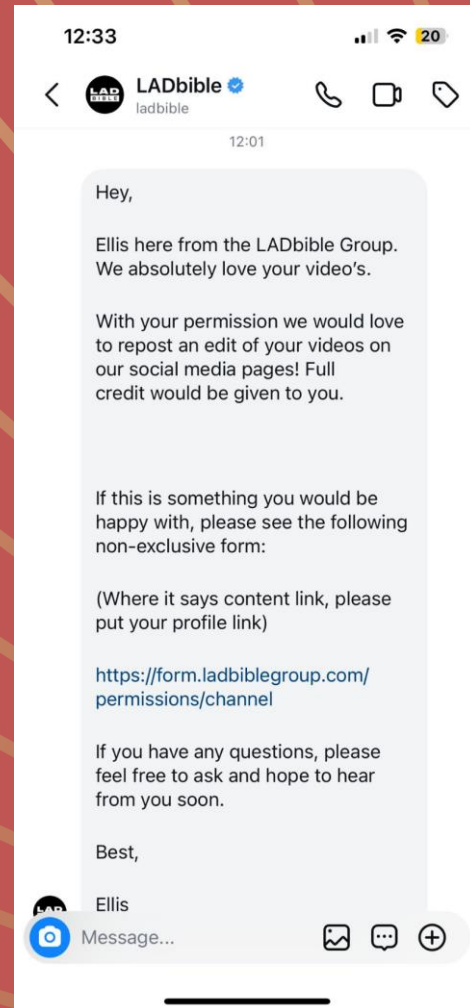 12:33
20
LAD
BIBLE
LADbible
ladbible
12:01
Hey,
Ellis here from the LADbible Group.
We absolutely love your video's.
With your permission we would love
to repost an edit of your videos on
our social media pages! Full
credit would be given to you.
If this is something you would be
happy with, please see the following
non-exclusive form:
(Where it says content link, please
put your profile link)
https://form.ladbiblegroup.com/
permissions/channel
If you have any questions, please
feel free to ask and hope to hear
from you soon.
Best,
Ellis
LAD
Message...